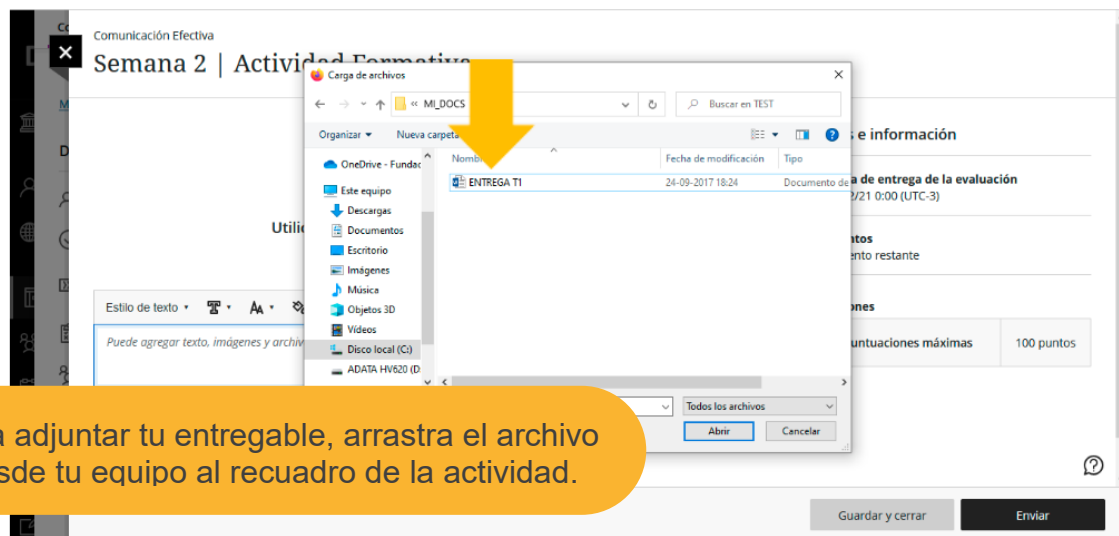 Comunicación Efectiva
Semana 2 | Actividad Formativa
Carga de archivos
« MI_DOCS
Buscar en TEST
Organizar
Nueva carpeta
OneDrive - Fundac
Este equipo
Descargas
Documentos
Escritorio
Imágenes
Música
Objetos 3D
Vídeos
Disco local (C:)
ADATA HV620 (D:
Fecha de modificación
Tipo
ENTREGA T1
24-09-2017 18:24
Documento de
Todos los archivos
Abrir
Cancelar
s e información
a de entrega de la evaluación
2/21 0:00 (UTC-3)
ntos
ento restante
ones
untuaciones máximas
100 puntos
Estilo de texto
Puede agregar texto, imágenes y archiv
a adjuntar tu entregable, arrastra el archivo
sde tu equipo al recuadro de la actividad.
Guardar y cerrar
Enviar